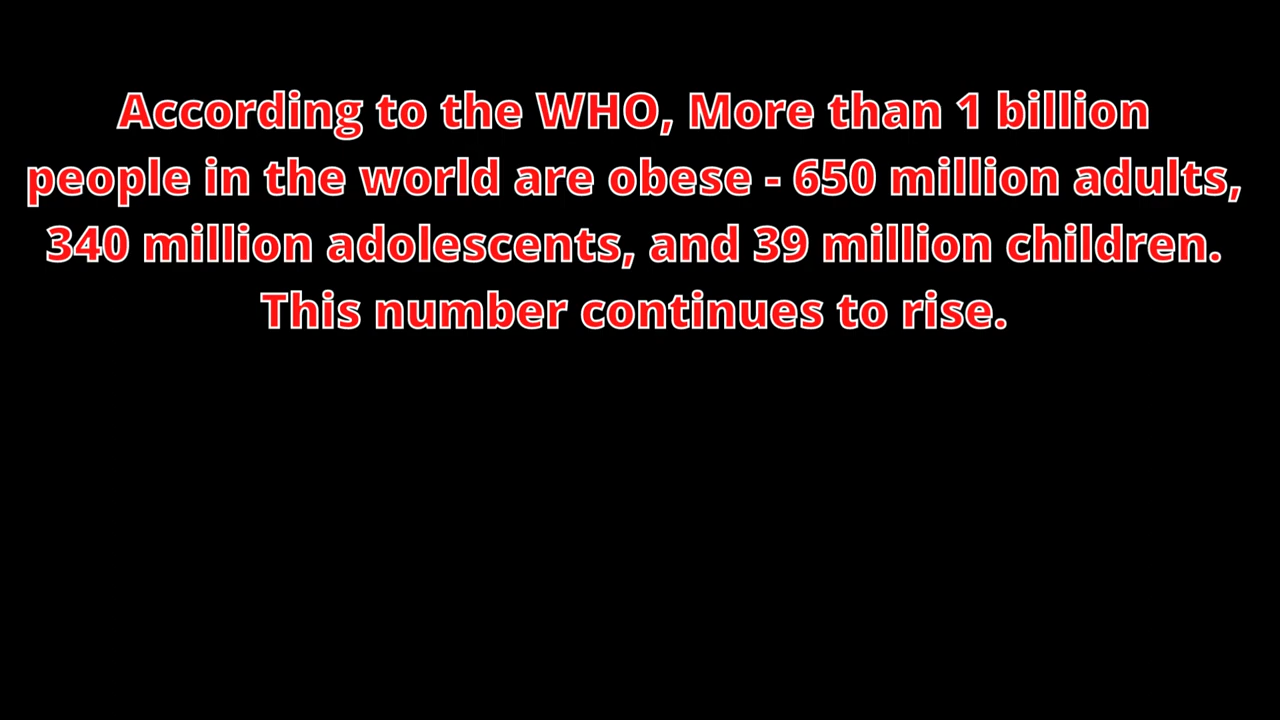 According to the WHO, More than 1 billion
people in the world are obese - 650 million adults,
340 million adolescents, and 39 million children.
This number continues to rise.